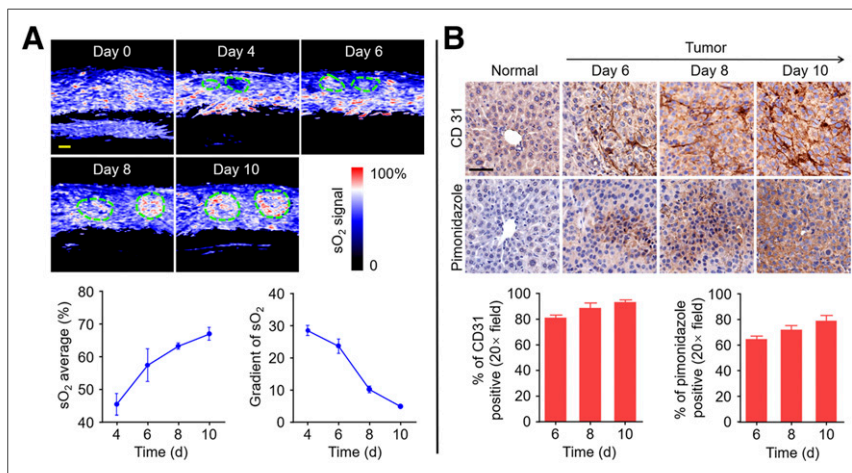 A
Day 0
Day 4
Day 6
Day 8
Day 10
100%
sO2 signal
0
sO2 average (%)
80
70
60
50
40
4 6 8 10
Time (d)
Gradient of sO2
40
30
20
10
0
4 6 8 10
Time (d)
B
Tumor
Normal Day 6 Day 8 Day 10
CD 31
Pimonidazole
% of CD31
positive (20× field)
100
80
60
40
20
0
6 8 10
Time (d)
% of pimonidazole
positive (20× field)
100
80
60
40
20
0
6 8 10
Time (d)